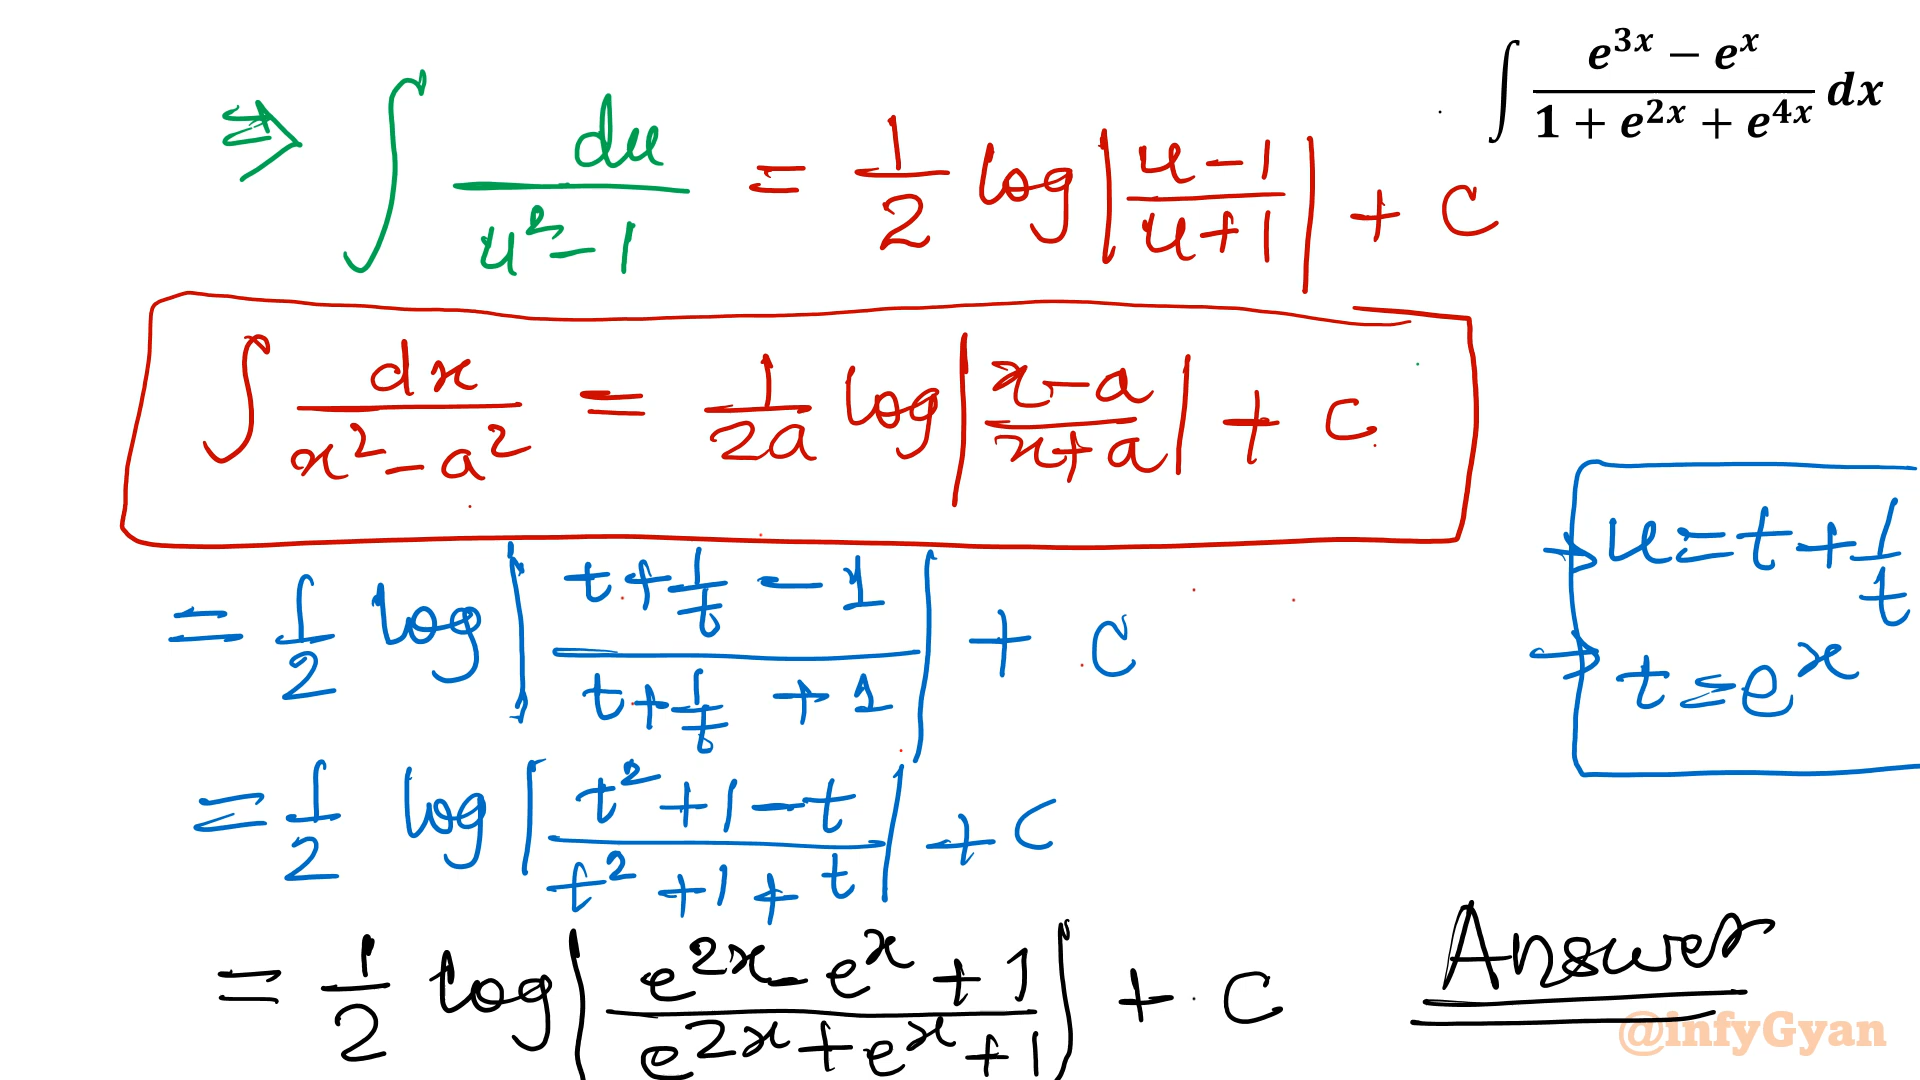 ∫ (e^{3x} − e^x)/(1 + e^{2x} + e^{4x}) dx
⇒ ∫ du/(u² − 1) = 1/2 log |(u − 1)/(u + 1)| + C
∫ dx/(x² − a²) = 1/2a log |(x − a)/(x + a)| + C
→ u = t + 1/t
→ t = e^x
= 1/2 log |(t + 1/t − 1)/(t + 1/t + 1)| + C
= 1/2 log |(t² + 1 − t)/(t² + 1 + t)| + C
= 1/2 log |(e^{2x} − e^x + 1)/(e^{2x} + e^x + 1)| + C
Answer
@infyGyan